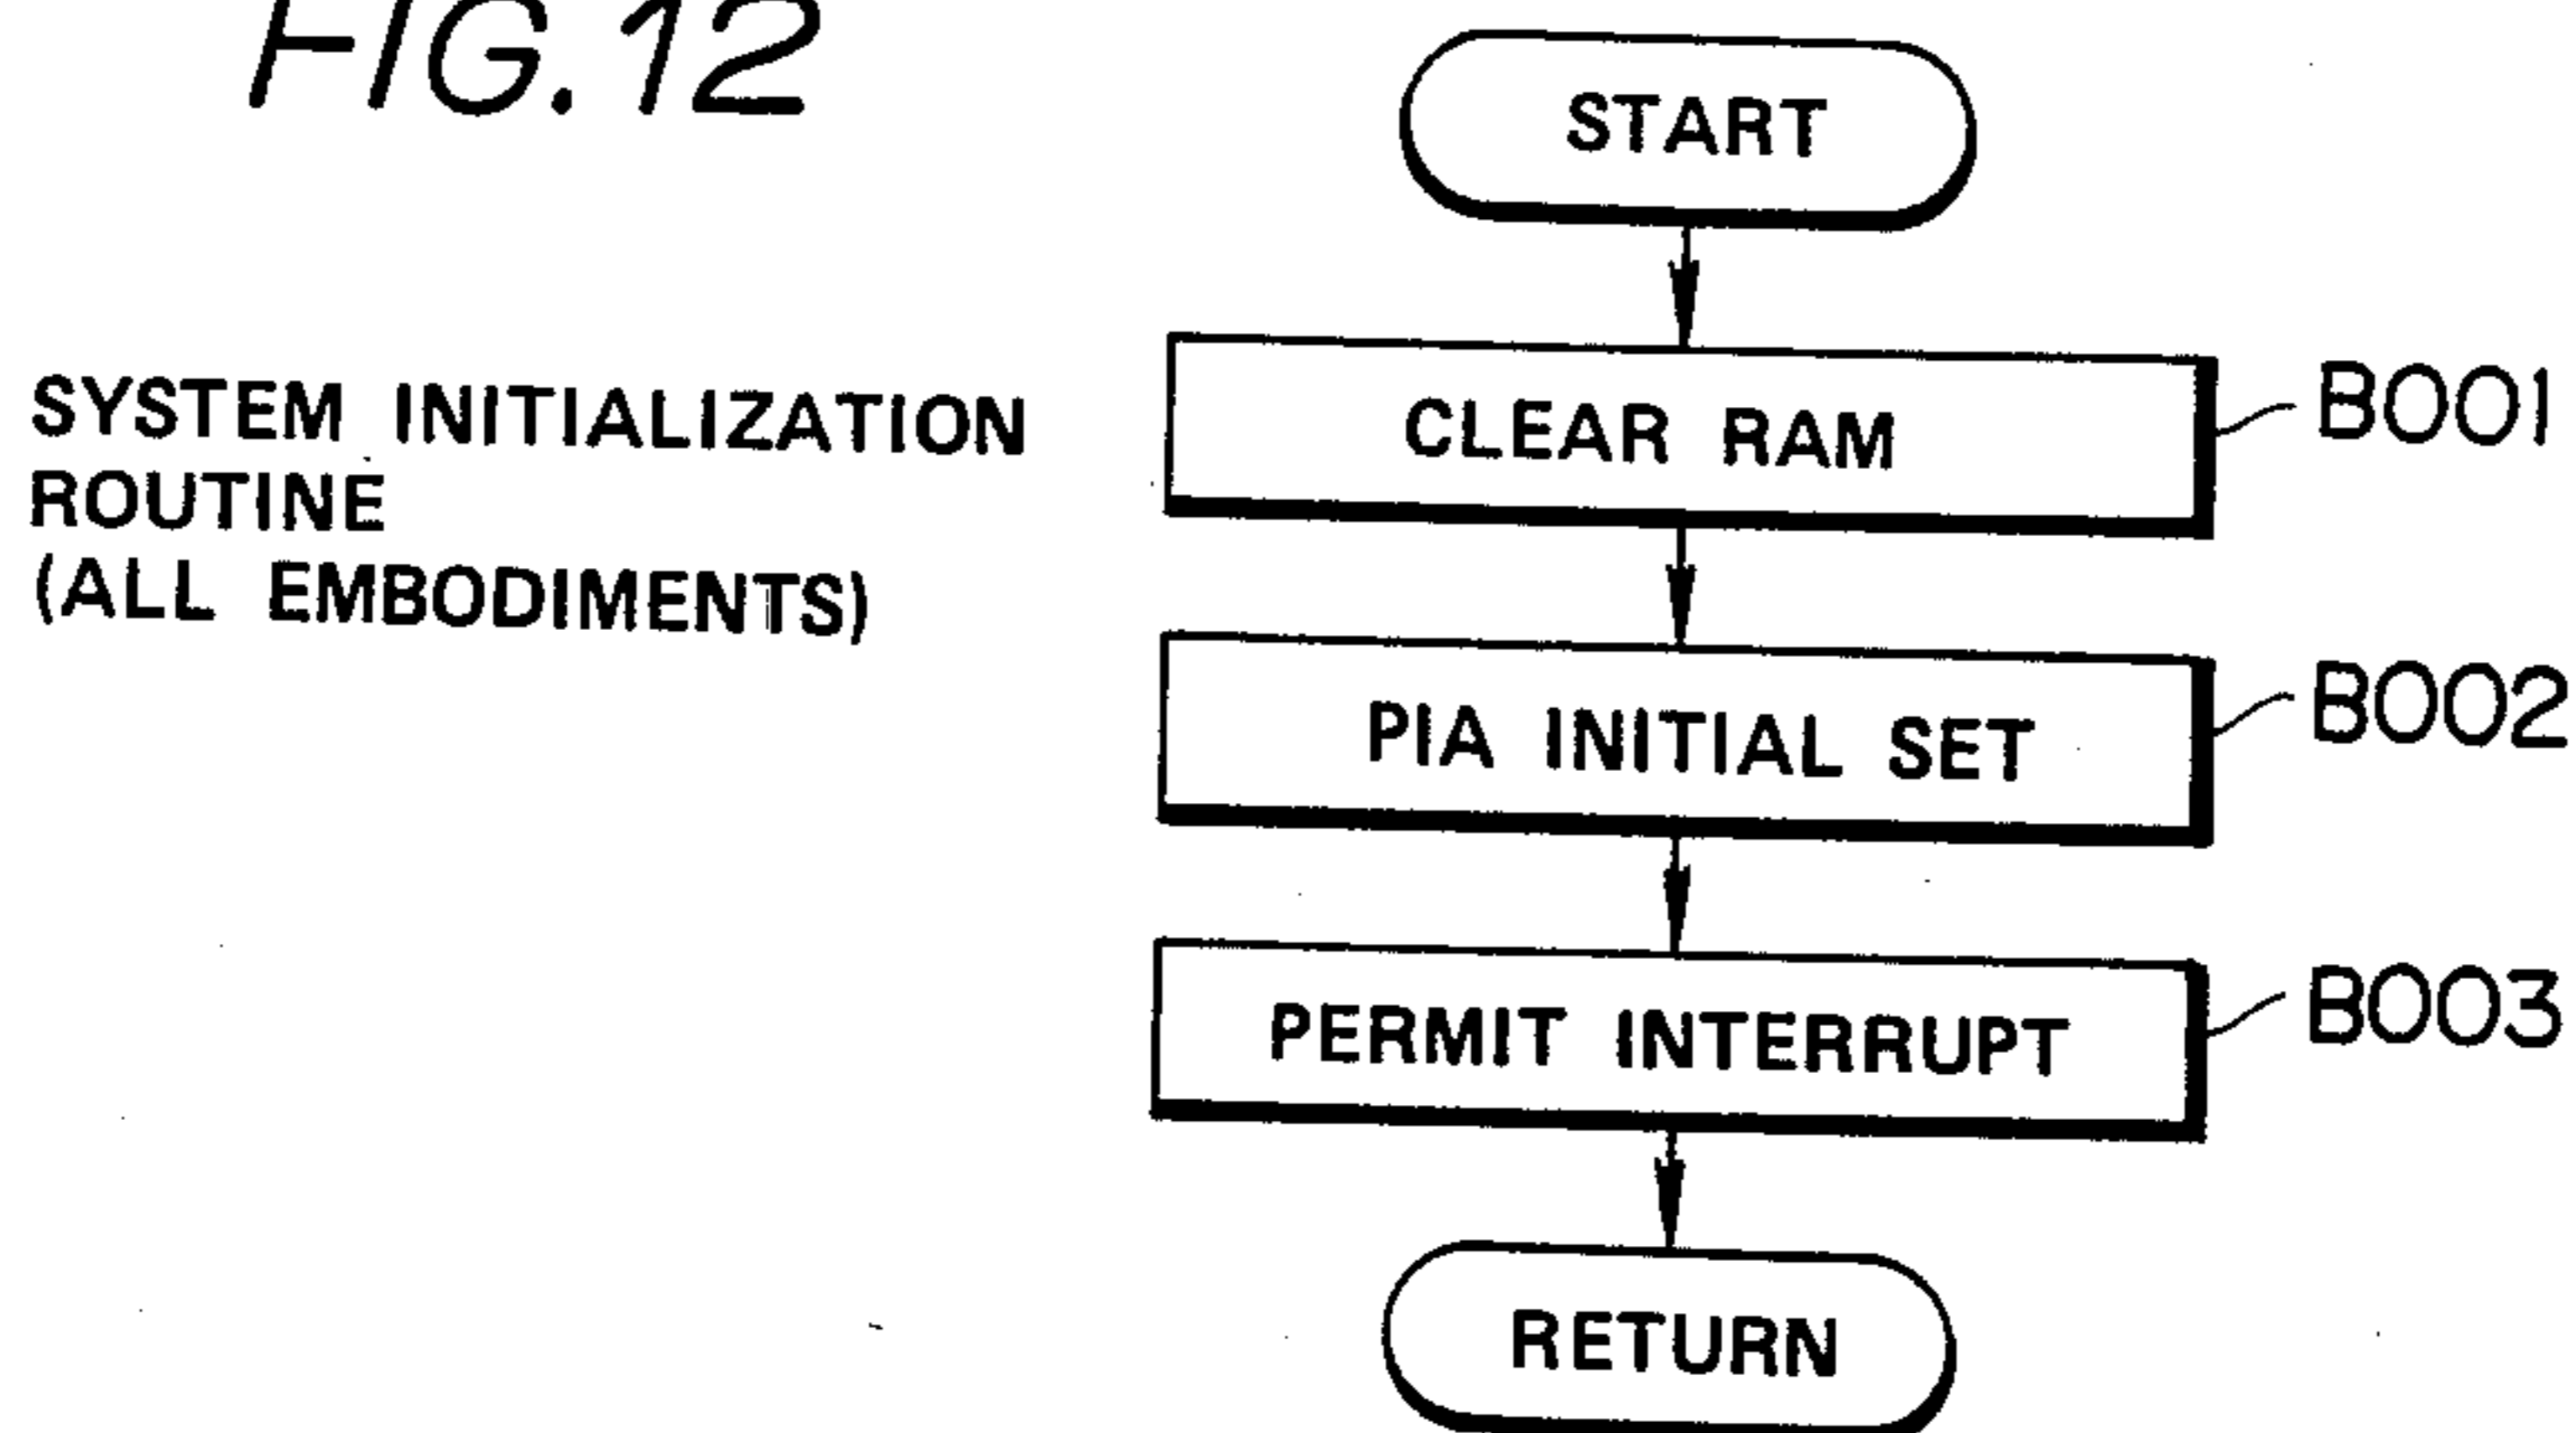 FIG.12
START
SYSTEM INITIALIZATION
ROUTINE
(ALL EMBODIMENTS)
CLEAR RAM
B001
PIA INITIAL SET
B002
PERMIT INTERRUPT
B003
RETURN